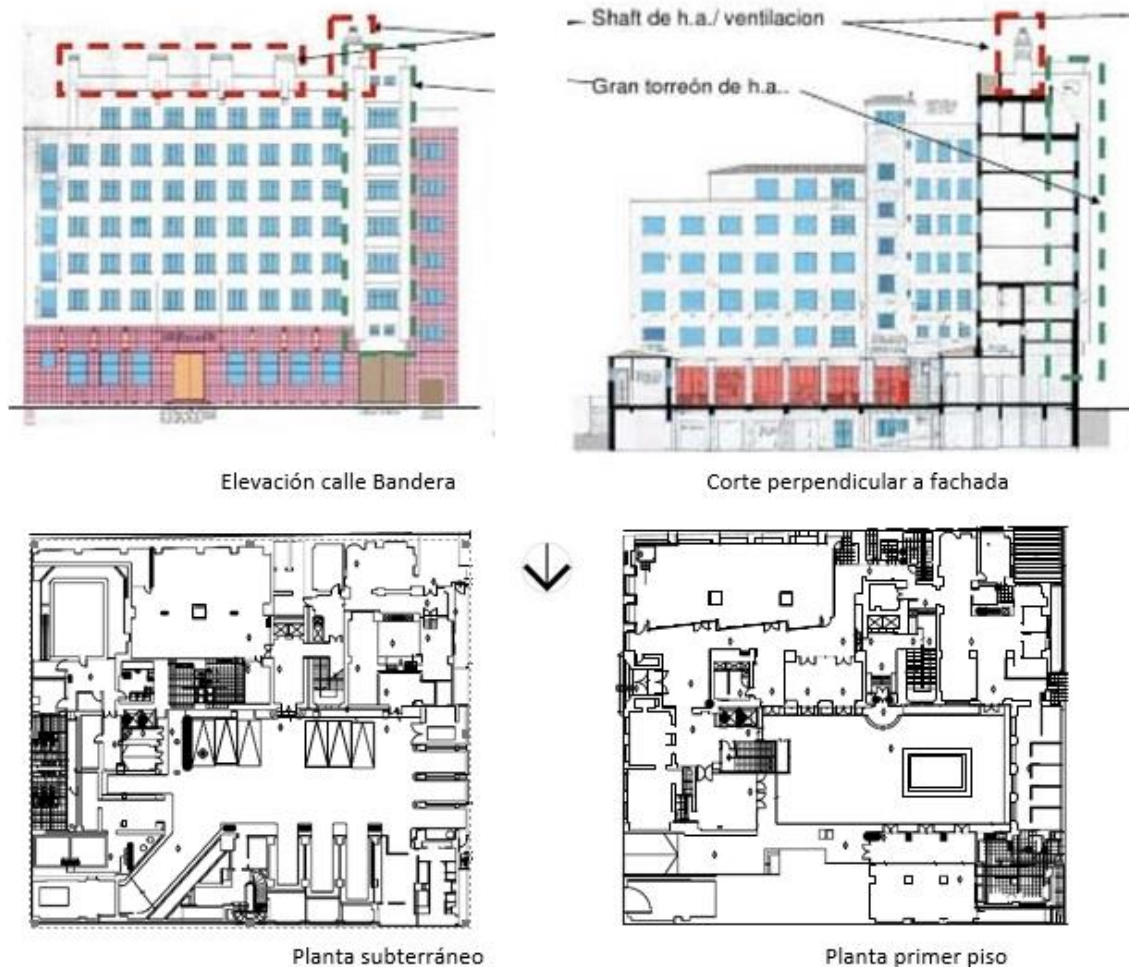 Shaft de h.a./ ventilacion
Gran torreón de h.a..
Elevación calle Bandera
Corte perpendicular a fachada
Planta subterráneo
Planta primer piso